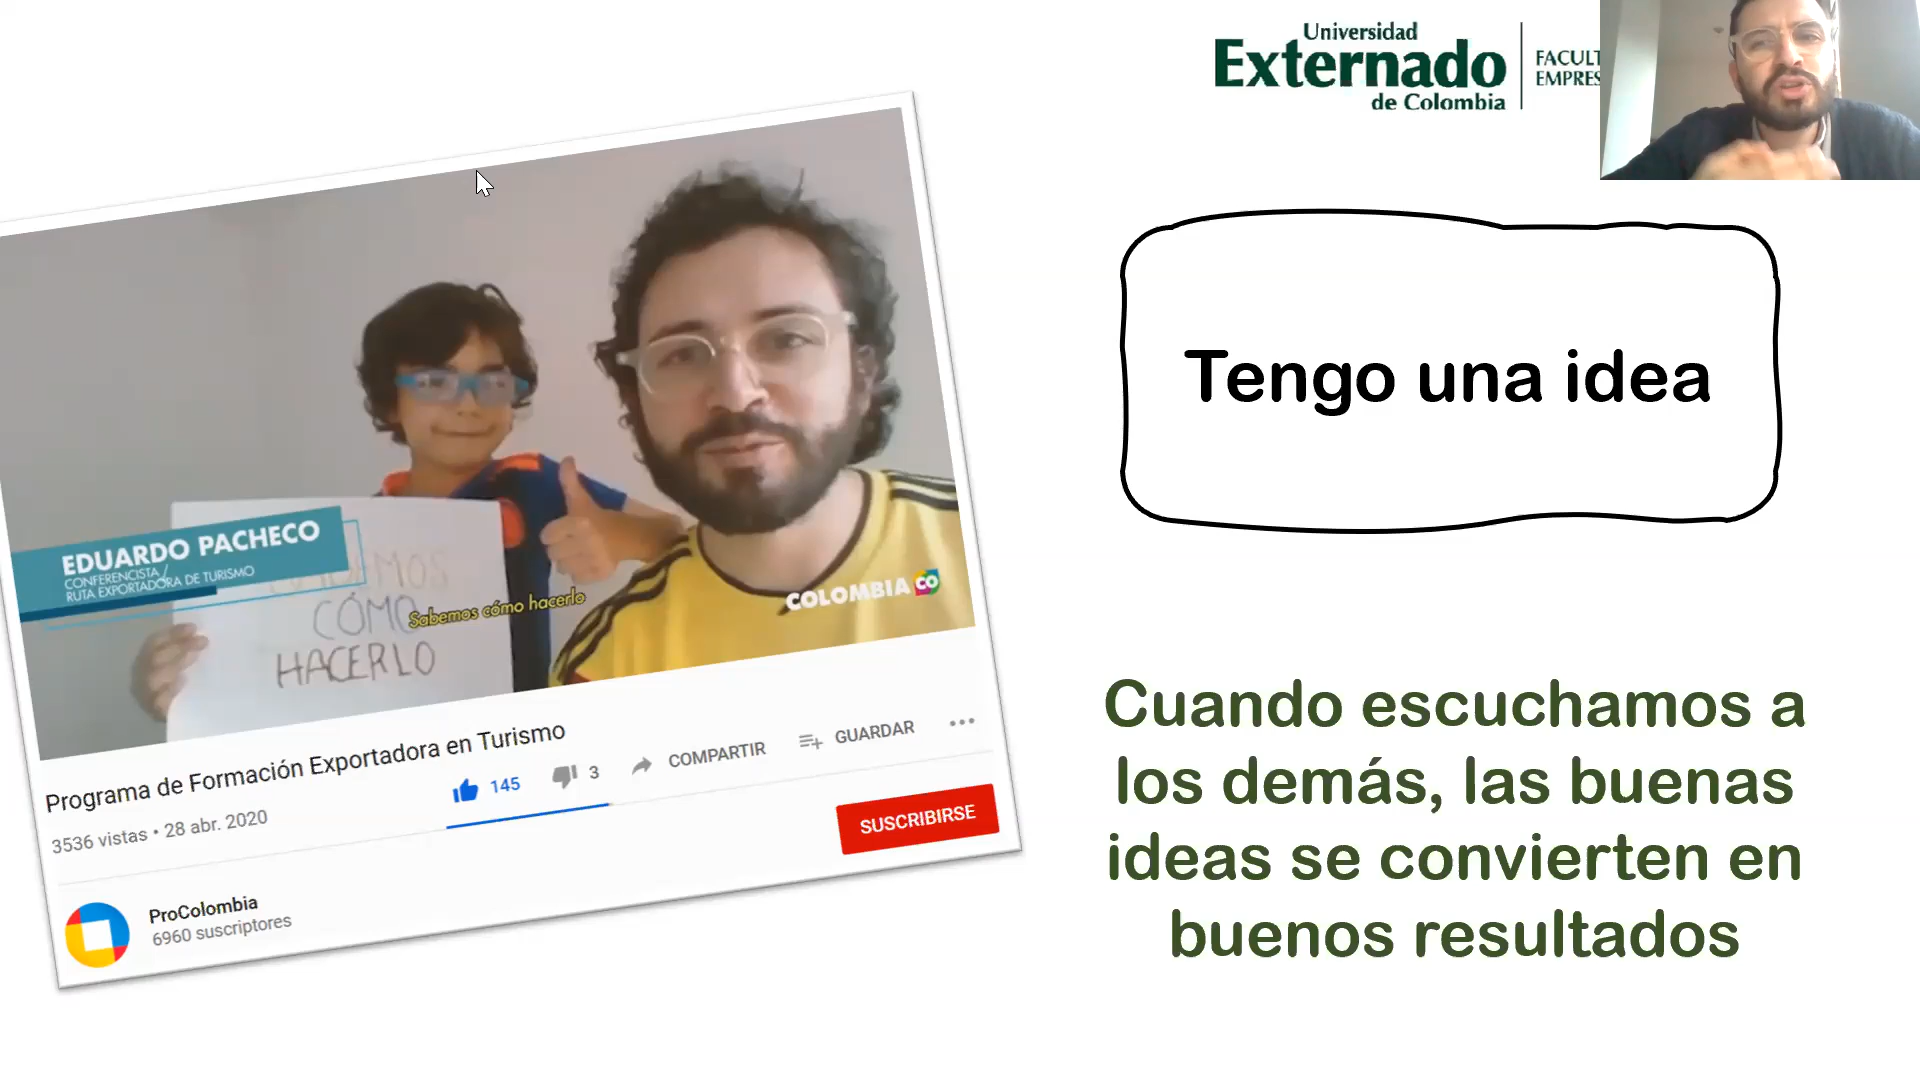 Universidad
Externado
de Colombia
FACULT
EMPRES
EDUARDO PACHECO
CONFERENCISTA /
RUTA EXPORTADORA DE TURISMO
CÓMO
HACERLO
Sabemos cómo hacerlo
COLOMBIA CO
Programa de Formación Exportadora en Turismo
3536 vistas • 28 abr. 2020
145
3
COMPARTIR
GUARDAR
SUSCRIBIRSE
ProColombia
6960 suscriptores
Tengo una idea
Cuando escuchamos a
los demás, las buenas
ideas se convierten en
buenos resultados